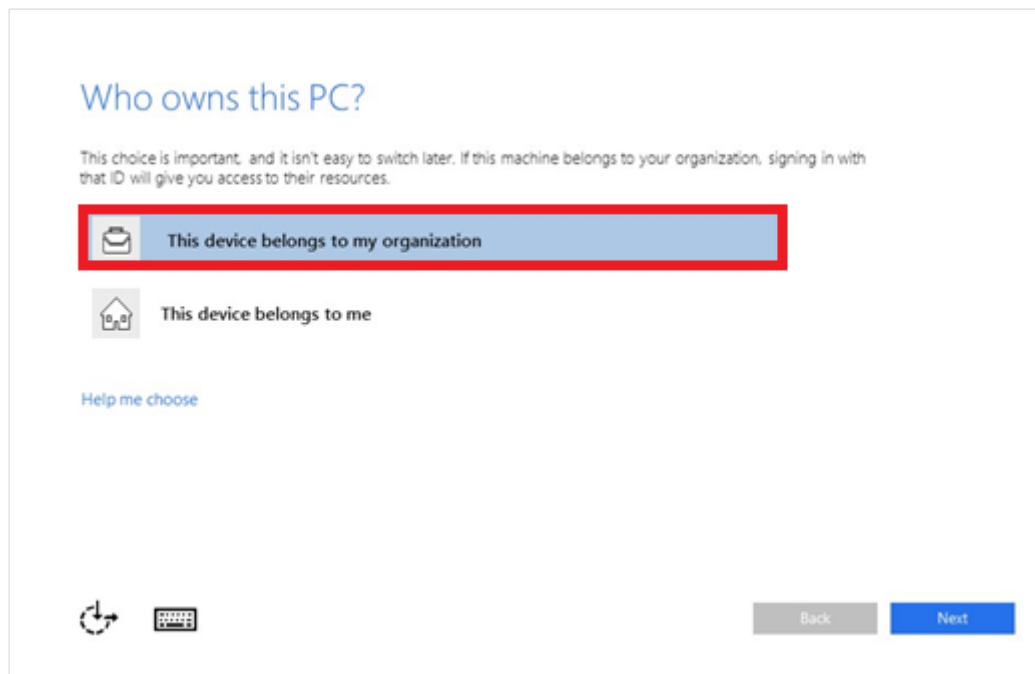 Who owns this PC?
This choice is important, and it isn't easy to switch later. If this machine belongs to your organization, signing in with
that ID will give you access to their resources.
This device belongs to my organization
This device belongs to me
Help me choose
Back
Next